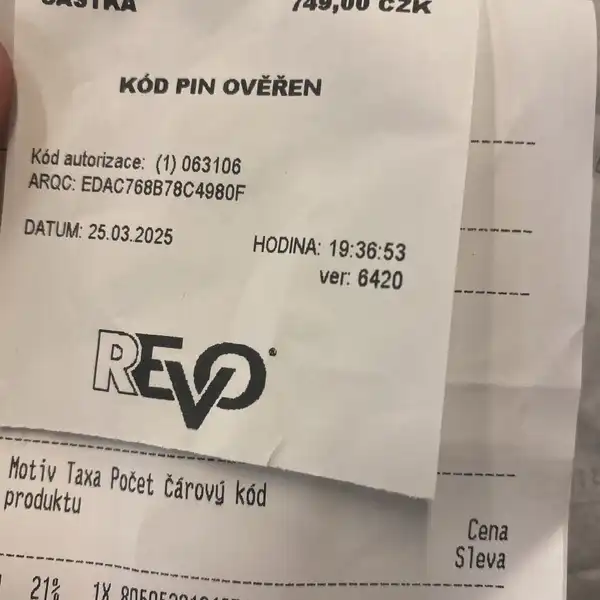 ČÁSTKA 749,00 CZK
KÓD PIN OVĚŘEN
Kód autorizace: (1) 063106
ARQC: EDAC768B78C4980F
DATUM: 25.03.2025
HODINA: 19:36:53
ver: 6420
REVO®
Motiv Taxa Počet čárový kód
produktu
Cena
Sleva
21% 1X